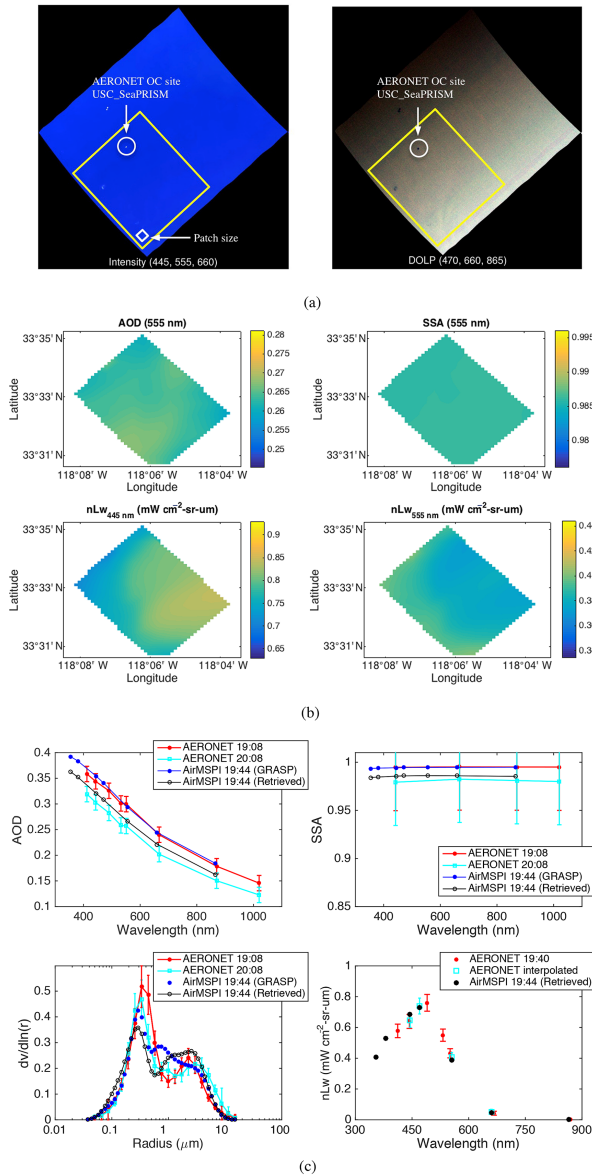 AERONET OC site
USC_SeaPRISM
Patch size
Intensity (445, 555, 660)
AERONET OC site
USC_SeaPRISM
DOLP (470, 660, 865)
(a)
AOD (555 nm)
33°35' N
33°33' N
33°31' N
Latitude
118°08' W 118°06' W 118°04' W
Longitude
0.28
0.275
0.27
0.265
0.26
0.255
0.25
SSA (555 nm)
33°35' N
33°33' N
33°31' N
Latitude
118°08' W 118°06' W 118°04' W
Longitude
0.995
0.99
0.985
0.98
nLw445 nm (mW cm-2-sr-um)
33°35' N
33°33' N
33°31' N
Latitude
118°08' W 118°06' W 118°04' W
Longitude
0.9
0.85
0.8
0.75
0.7
0.65
nLw555 nm (mW cm-2-sr-um)
33°35' N
33°33' N
33°31' N
Latitude
118°08' W 118°06' W 118°04' W
Longitude
0.4
0.4
0.4
0.3
0.3
0.3
(b)
AERONET 19:08
AERONET 20:08
AirMSPI 19:44 (GRASP)
AirMSPI 19:44 (Retrieved)
0.4
0.35
0.3
0.25
0.2
0.15
0.1
AOD
400 600 800 1000
Wavelength (nm)
1
0.95
0.9
0.85
SSA
AERONET 19:08
AERONET 20:08
AirMSPI 19:44 (GRASP)
AirMSPI 19:44 (Retrieved)
400 600 800 1000
Wavelength (nm)
AERONET 19:08
AERONET 20:08
AirMSPI 19:44 (GRASP)
AirMSPI 19:44 (Retrieved)
0.5
0.4
0.3
0.2
0.1
0
dv/dln(r)
0.01 0.1 1 10 100
Radius (μm)
AERONET 19:40
AERONET interpolated
AirMSPI 19:44 (Retrieved)
1
0.8
0.6
0.4
0.2
0
nLw (mW cm-2-sr-um)
300 450 600 750 900
Wavelength (nm)
(c)